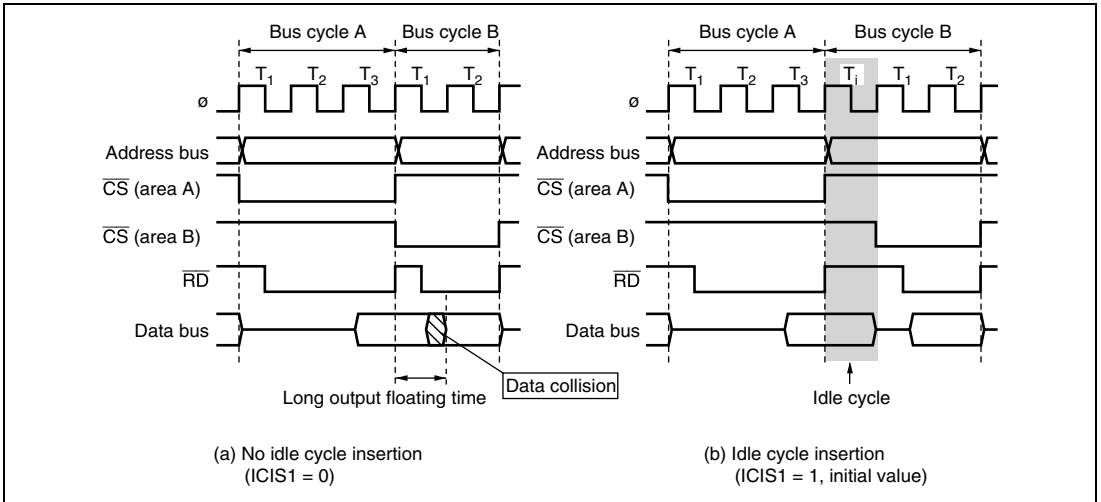 Bus cycle A
Bus cycle B
T1
T2
T3
T1
T2
ø
Address bus
CS (area A)
CS (area B)
RD
Data bus
Data collision
Long output floating time
(a) No idle cycle insertion
(ICIS1 = 0)
Bus cycle A
Bus cycle B
T1
T2
T3
Ti
T1
T2
ø
Address bus
CS (area A)
CS (area B)
RD
Data bus
Idle cycle
(b) Idle cycle insertion
(ICIS1 = 1, initial value)